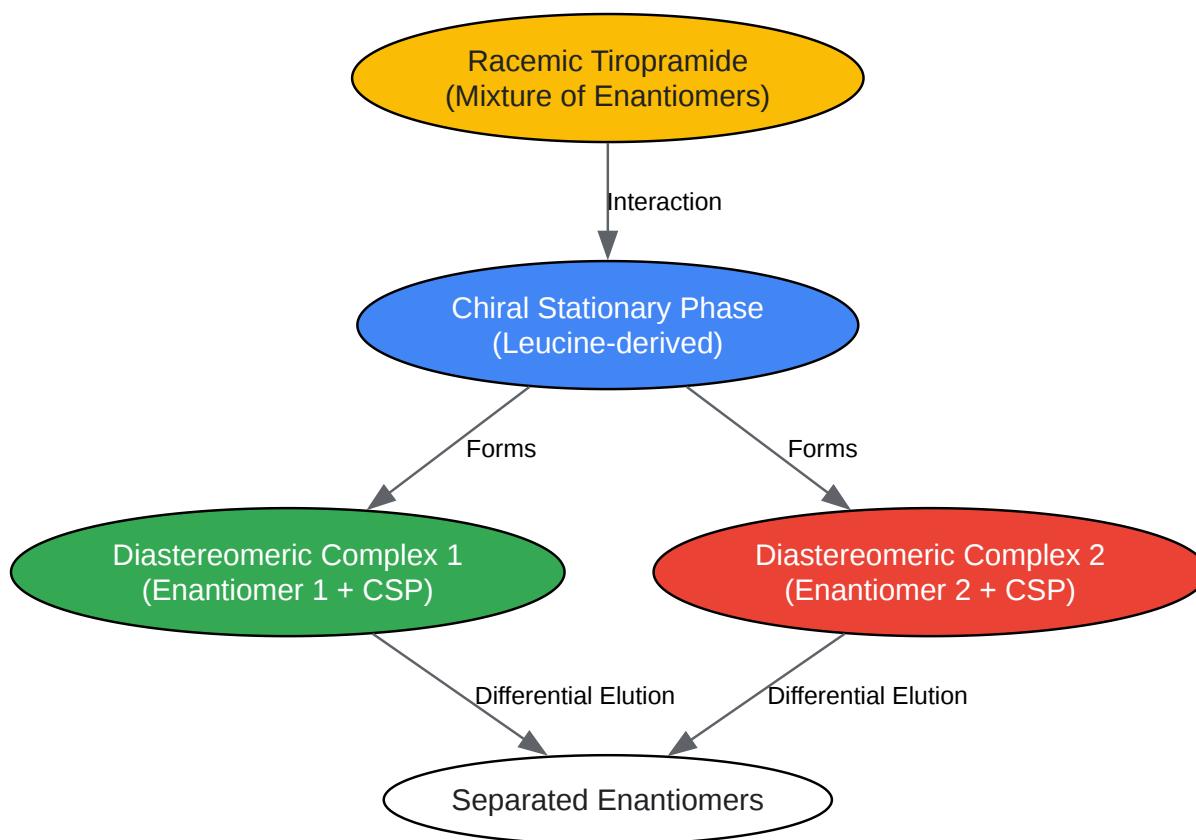 Racemic Tiropramide
(Mixture of Enantiomers)
Interaction
Chiral Stationary Phase
(Leucine-derived)
Forms
Forms
Diastereomeric Complex 1
(Enantiomer 1 + CSP)
Diastereomeric Complex 2
(Enantiomer 2 + CSP)
Differential Elution
Differential Elution
Separated Enantiomers